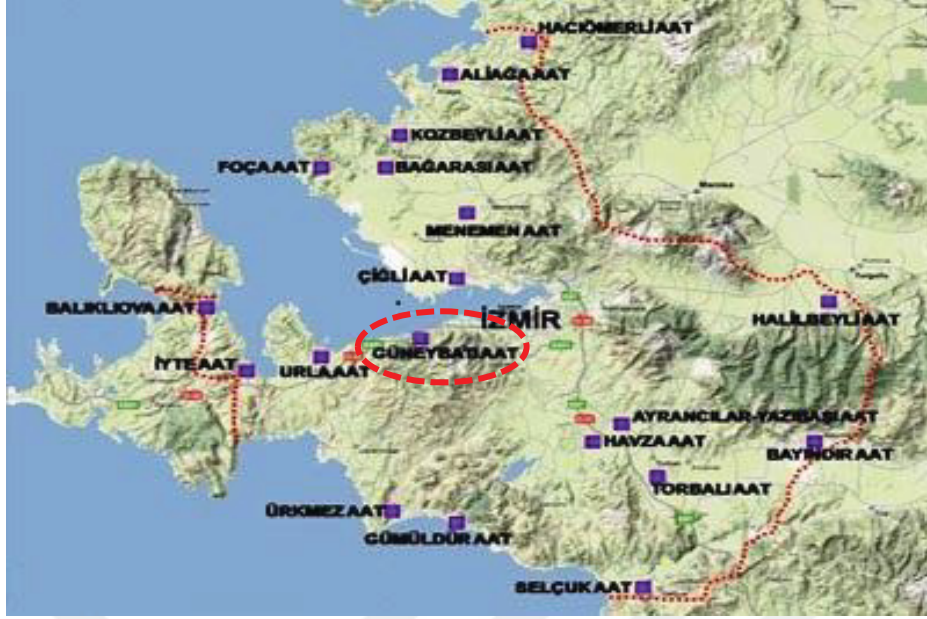 HACIÖMERLİ AAT
ALİAĞA AAT
KOZBEYLİ AAT
FOÇA AAT
BAĞARASI AAT
MENEMEN AAT
ÇİĞLİ AAT
BALIKLIOVA AAT
İZMİR
HALİLBEYLİ AAT
GÜNEYBATI AAT
İYTE AAT
URLA AAT
AYRANCILAR-YAZIBAŞI AAT
HAVZA AAT
BAYINDIR AAT
TORBALI AAT
ÜRKMEZ AAT
GÜMÜLDÜR AAT
SELÇUK AAT
Manisa
Turgutlu